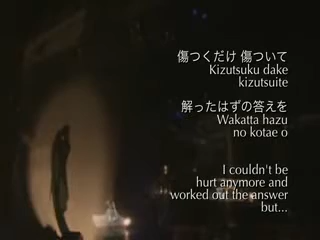 傷つくだけ 傷ついて
Kizutsuku dake
kizutsuite
解ったはずの答えを
Wakatta hazu
no kotae o
I couldn't be
hurt anymore and
worked out the answer
but...